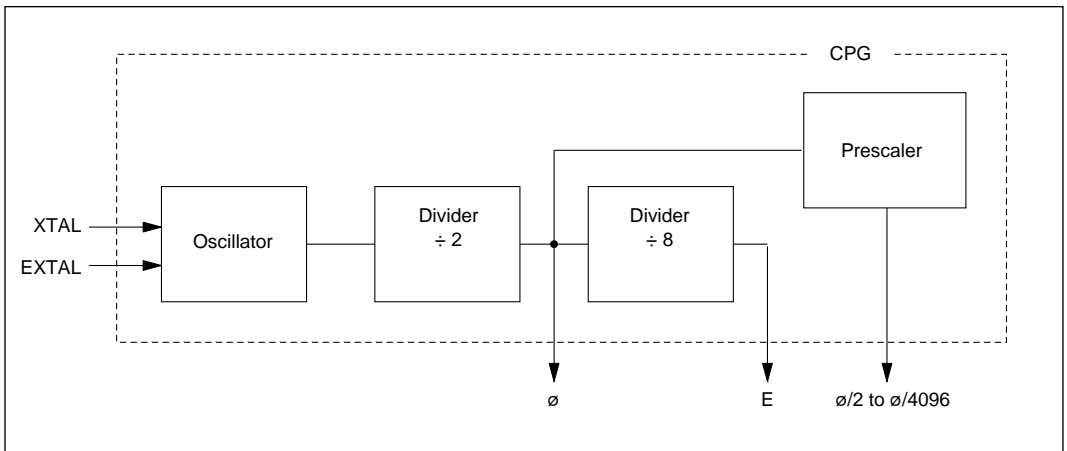 CPG
Prescaler
XTAL
EXTAL
Oscillator
Divider
÷ 2
Divider
÷ 8
ø
E
ø/2 to ø/4096